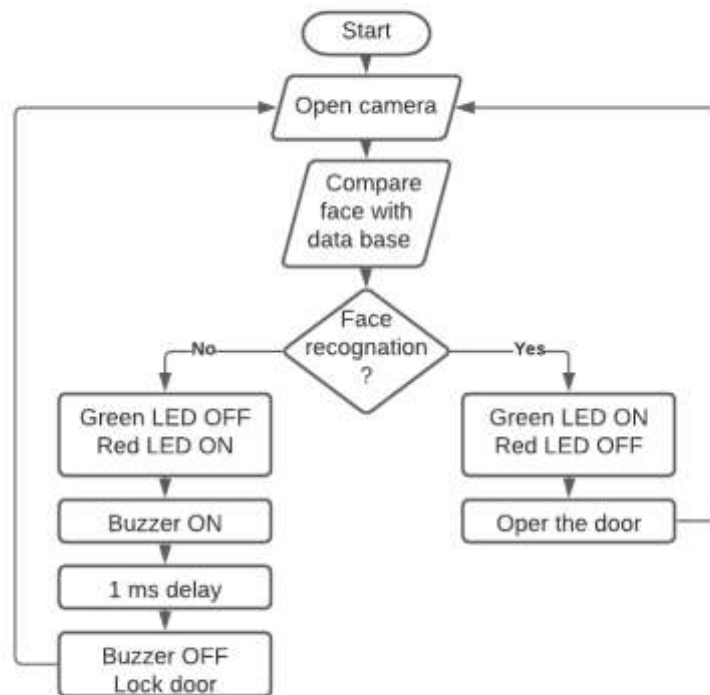 Start
Open camera
Compare
face with
data base
Face
recognation
?
No
Yes
Green LED OFF
Red LED ON
Green LED ON
Red LED OFF
Buzzer ON
Oper the door
1 ms delay
Buzzer OFF
Lock door